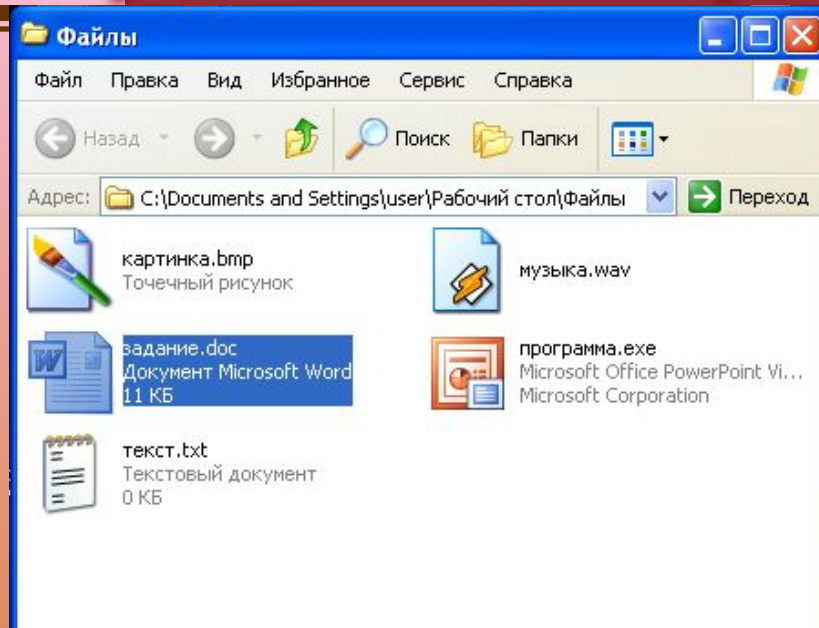 Файлы
Файл Правка Вид Избранное Сервис Справка
Назад Поиск Папки
Адрес: C:\Documents and Settings\user\Рабочий стол\Файлы Переход
картинка.bmp
Точечный рисунок
музыка.wav
задание.doc
Документ Microsoft Word
11 КБ
программа.exe
Microsoft Office PowerPoint Vi...
Microsoft Corporation
текст.txt
Текстовый документ
0 КБ